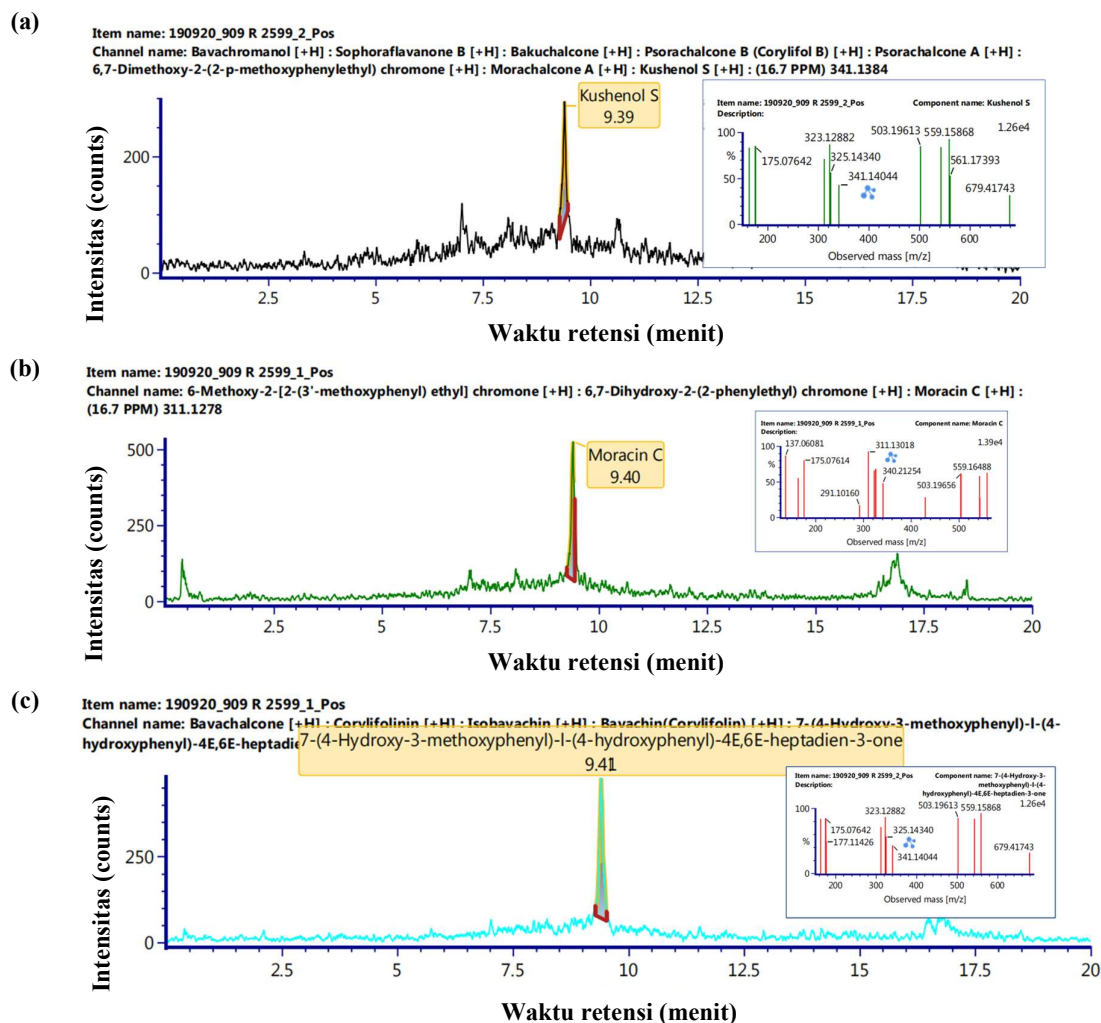 (a)
Item name: 190920_909 R 2599_2_Pos
Channel name: Bavachromanol [+H] : Sophoraflavanone B [+H] : Bakuchalcone [+H] : Psorachalcone B (Corylifol B) [+H] : Psorachalcone A [+H] :
6,7-Dimethoxy-2-(2-p-methoxyphenylethyl) chromone [+H] : Morachalcone A [+H] : Kushenol S [+H] : (16.7 PPM) 341.1384
Kushenol S
9.39
Item name: 190920_909 R 2599_2_Pos Component name: Kushenol S
Description:
1.26e4
100
%
50
0
175.07642
323.12882
325.14340
341.14044
503.19613
559.15868
561.17393
679.41743
200 400 600
Observed mass [m/z]
Intensitas (counts)
200
0
2.5 5 7.5 10 12.5 15 17.5 20
Waktu retensi (menit)
(b)
Item name: 190920_909 R 2599_1_Pos
Channel name: 6-Methoxy-2-[2-(3'-methoxyphenyl) ethyl] chromone [+H] : 6,7-Dihydroxy-2-(2-phenylethyl) chromone [+H] : Moracin C [+H] :
(16.7 PPM) 311.1278
Moracin C
9.40
Item name: 190920_909 R 2599_1_Pos Component name: Moracin C
Description:
1.39e4
100
%
50
0
137.06081
175.07614
291.10160
311.13018
340.21254
503.19656
559.16488
200 300 400 500
Observed mass [m/z]
Intensitas (counts)
500
250
0
2.5 5 7.5 10 12.5 15 17.5 20
Waktu retensi (menit)
(c)
Item name: 190920_909 R 2599_1_Pos
Channel name: Bavachalcone [+H] : Corylifolinin [+H] : Isobavachin [+H] : Bavachin(Corylifolin) [+H] : 7-(4-Hydroxy-3-methoxyphenyl)-l-(4-
hydroxyphenyl)-4E,6E-heptadie
7-(4-Hydroxy-3-methoxyphenyl)-l-(4-hydroxyphenyl)-4E,6E-heptadien-3-one
Item name: 190920_909 R 2599_2_Pos Component name: 7-(4-Hydroxy-3-
Description: methoxyphenyl)-l-(4-
hydroxyphenyl)-4E,6E-heptadien-3-one
1.26e4
100
%
50
0
175.07642
177.11426
323.12882
325.14340
341.14044
503.19613
559.15868
679.41743
200 300 400 500 600
Observed mass [m/z]
Intensitas (counts)
250
0
2.5 5 7.5 10 12.5 15 17.5 20
Waktu retensi (menit)